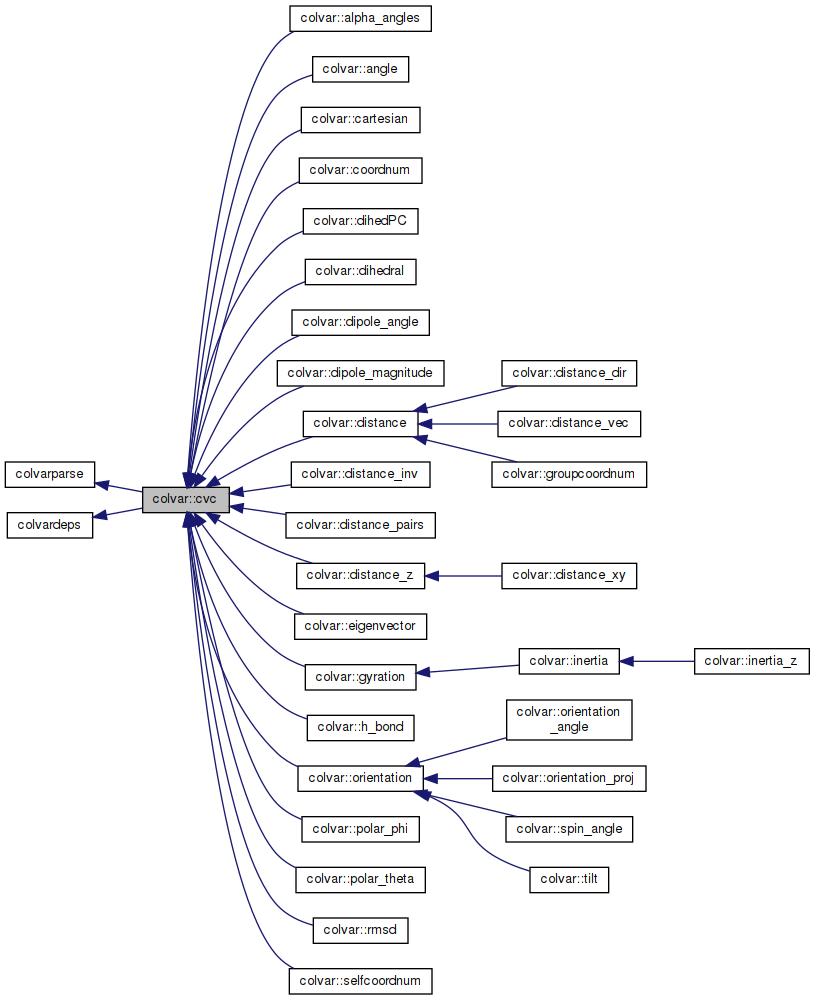 colvar::alpha_angles
colvar::angle
colvar::cartesian
colvar::coordnum
colvar::dihedPC
colvar::dihedral
colvar::dipole_angle
colvar::dipole_magnitude
colvar::distance_dir
colvar::distance
colvar::distance_vec
colvar::groupcoordnum
colvarparse
colvar::distance_inv
colvar::cvc
colvardeps
colvar::distance_pairs
colvar::distance_z
colvar::distance_xy
colvar::eigenvector
colvar::gyration
colvar::inertia
colvar::inertia_z
colvar::h_bond
colvar::orientation
_angle
colvar::orientation
colvar::orientation_proj
colvar::polar_phi
colvar::spin_angle
colvar::polar_theta
colvar::tilt
colvar::rmsd
colvar::selfcoordnum